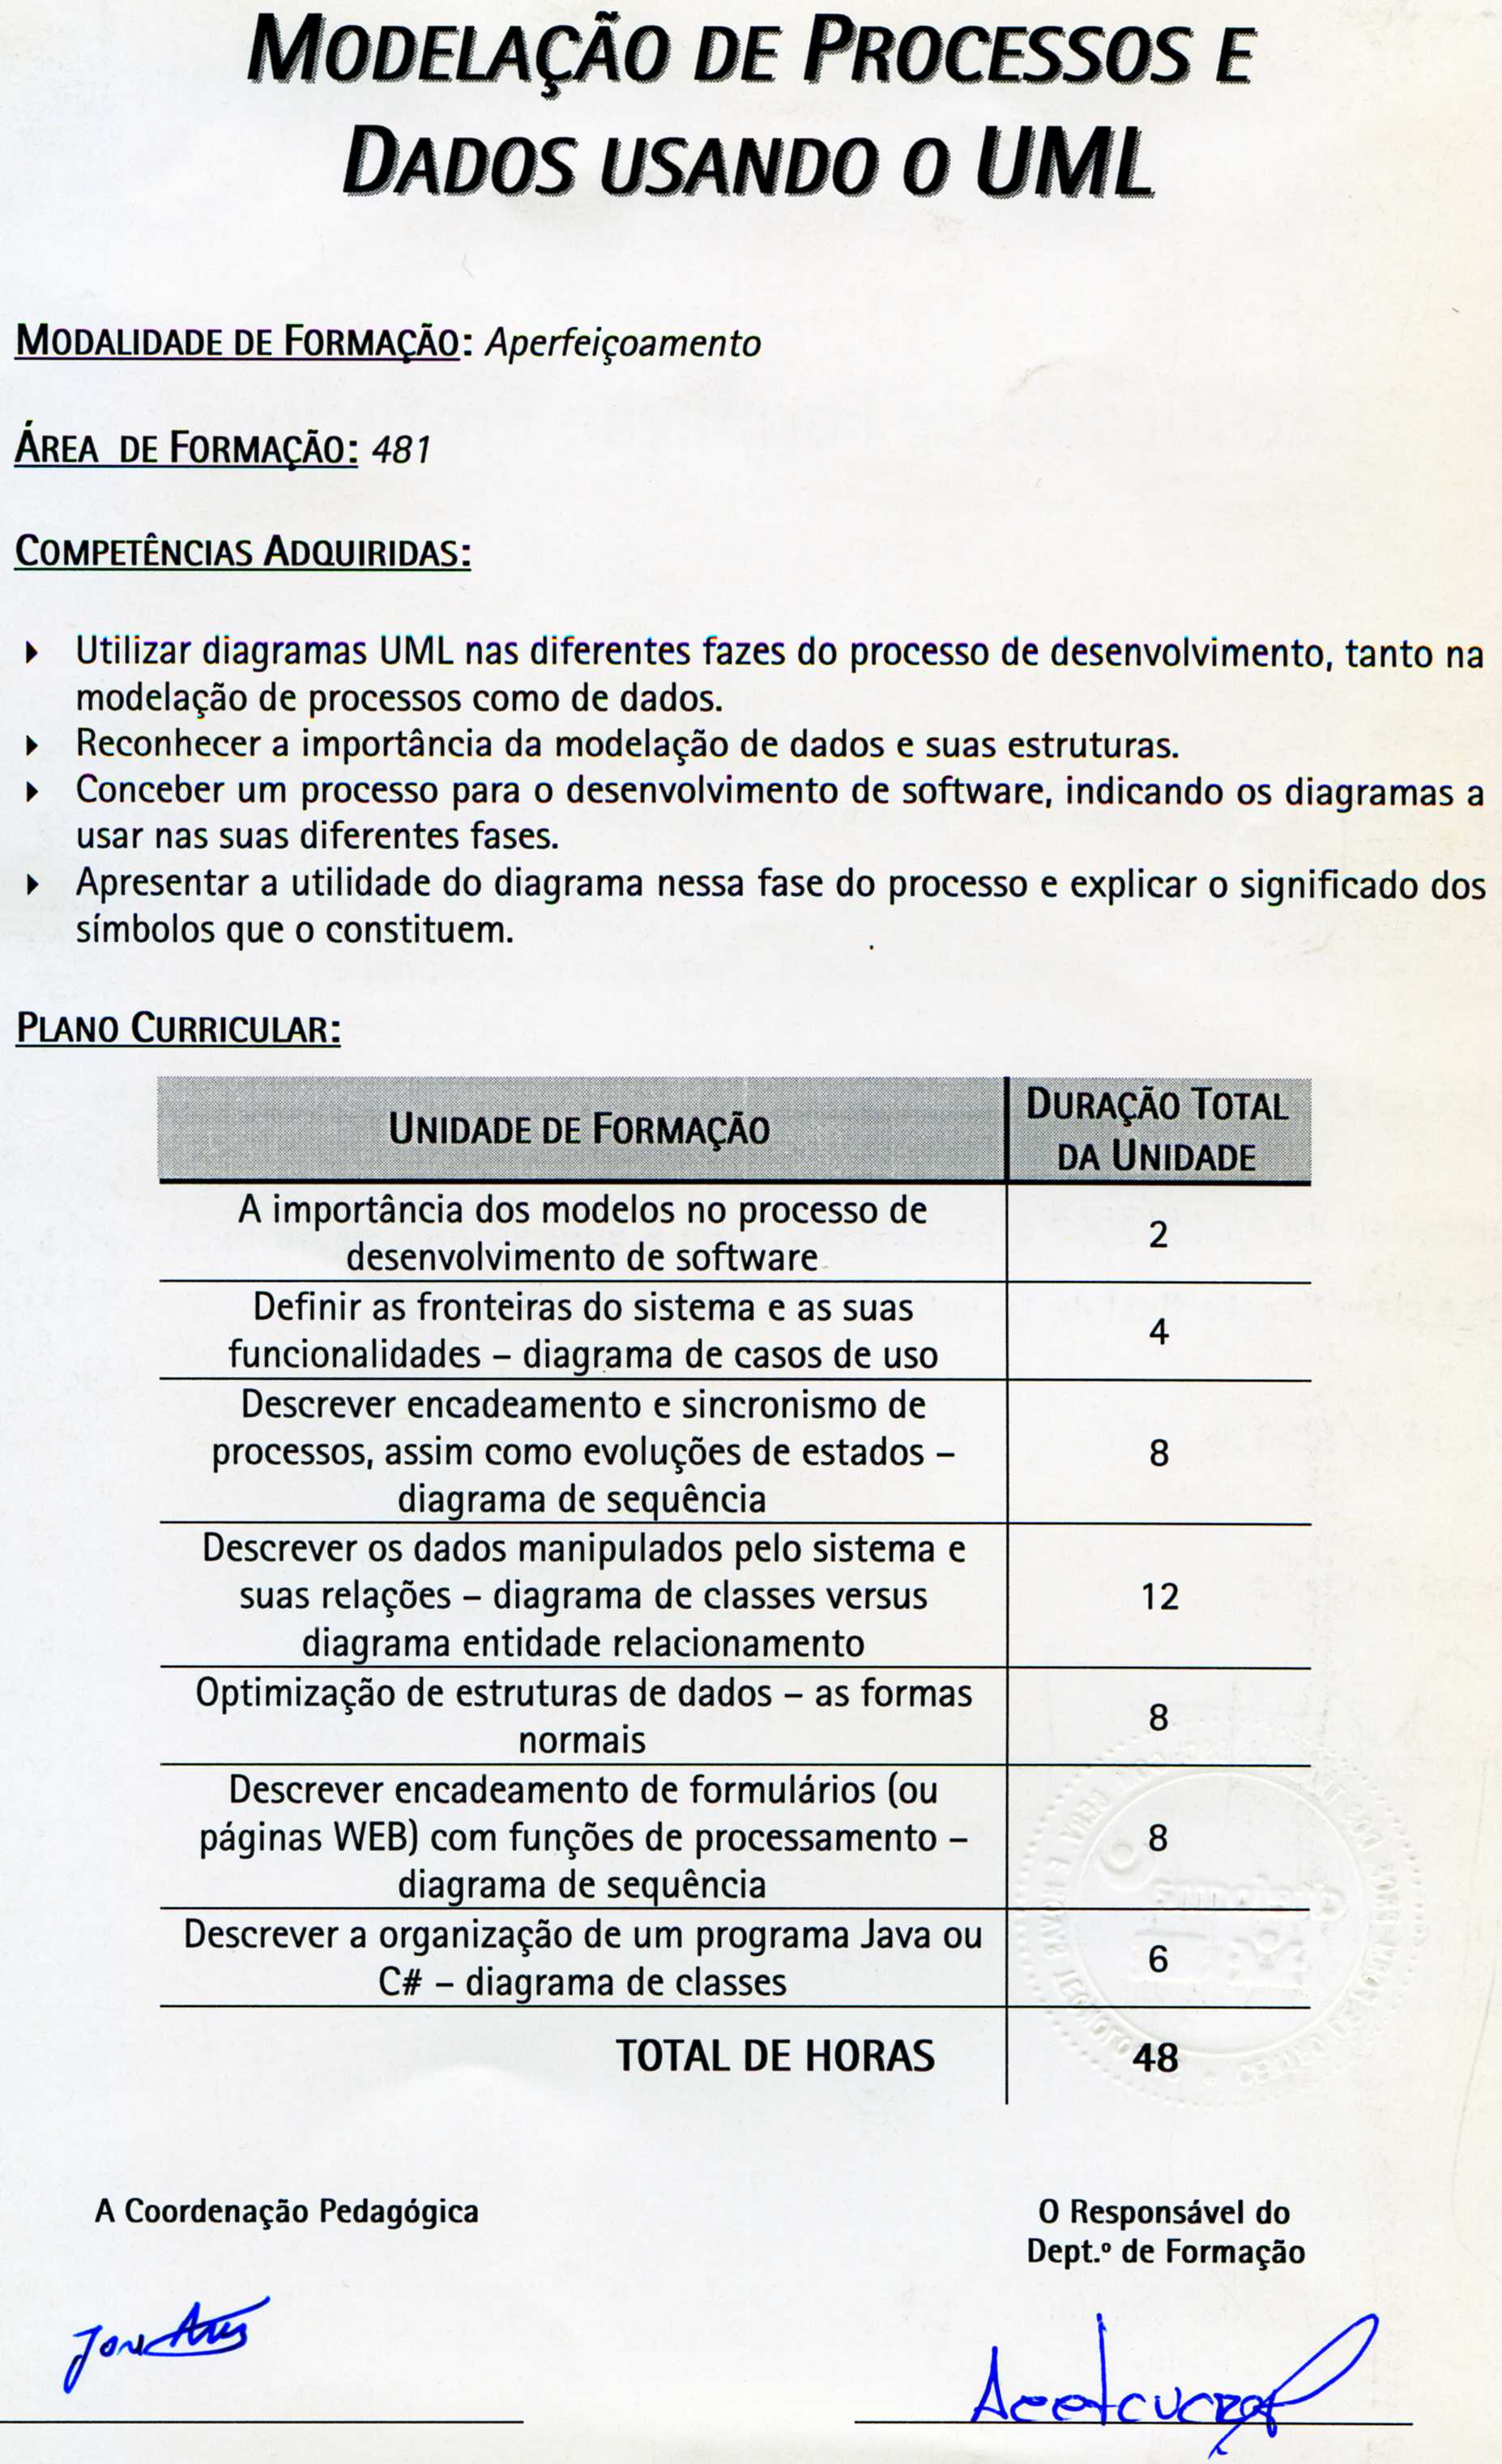 MODELAÇÃO DE PROCESSOS E
DADOS USANDO O UML
MODALIDADE DE FORMAÇÃO: Aperfeiçoamento
ÁREA DE FORMAÇÃO: 481
COMPETÊNCIAS ADQUIRIDAS:
Utilizar diagramas UML nas diferentes fazes do processo de desenvolvimento, tanto na
modelação de processos como de dados.
Reconhecer a importância da modelação de dados e suas estruturas.
Conceber um processo para o desenvolvimento de software, indicando os diagramas a
usar nas suas diferentes fases.
Apresentar a utilidade do diagrama nessa fase do processo e explicar o significado dos
símbolos que o constituem.
PLANO CURRICULAR:
UNIDADE DE FORMAÇÃO
DURAÇÃO TOTAL
DA UNIDADE
A importância dos modelos no processo de
desenvolvimento de software
2
Definir as fronteiras do sistema e as suas
funcionalidades – diagrama de casos de uso
4
Descrever encadeamento e sincronismo de
processos, assim como evoluções de estados –
diagrama de sequência
8
Descrever os dados manipulados pelo sistema e
suas relações – diagrama de classes versus
diagrama entidade relacionamento
12
Optimização de estruturas de dados – as formas
normais
8
Descrever encadeamento de formulários (ou
páginas WEB) com funções de processamento –
diagrama de sequência
8
Descrever a organização de um programa Java ou
C# – diagrama de classes
6
TOTAL DE HORAS
48
A Coordenação Pedagógica
O Responsável do
Dept.º de Formação